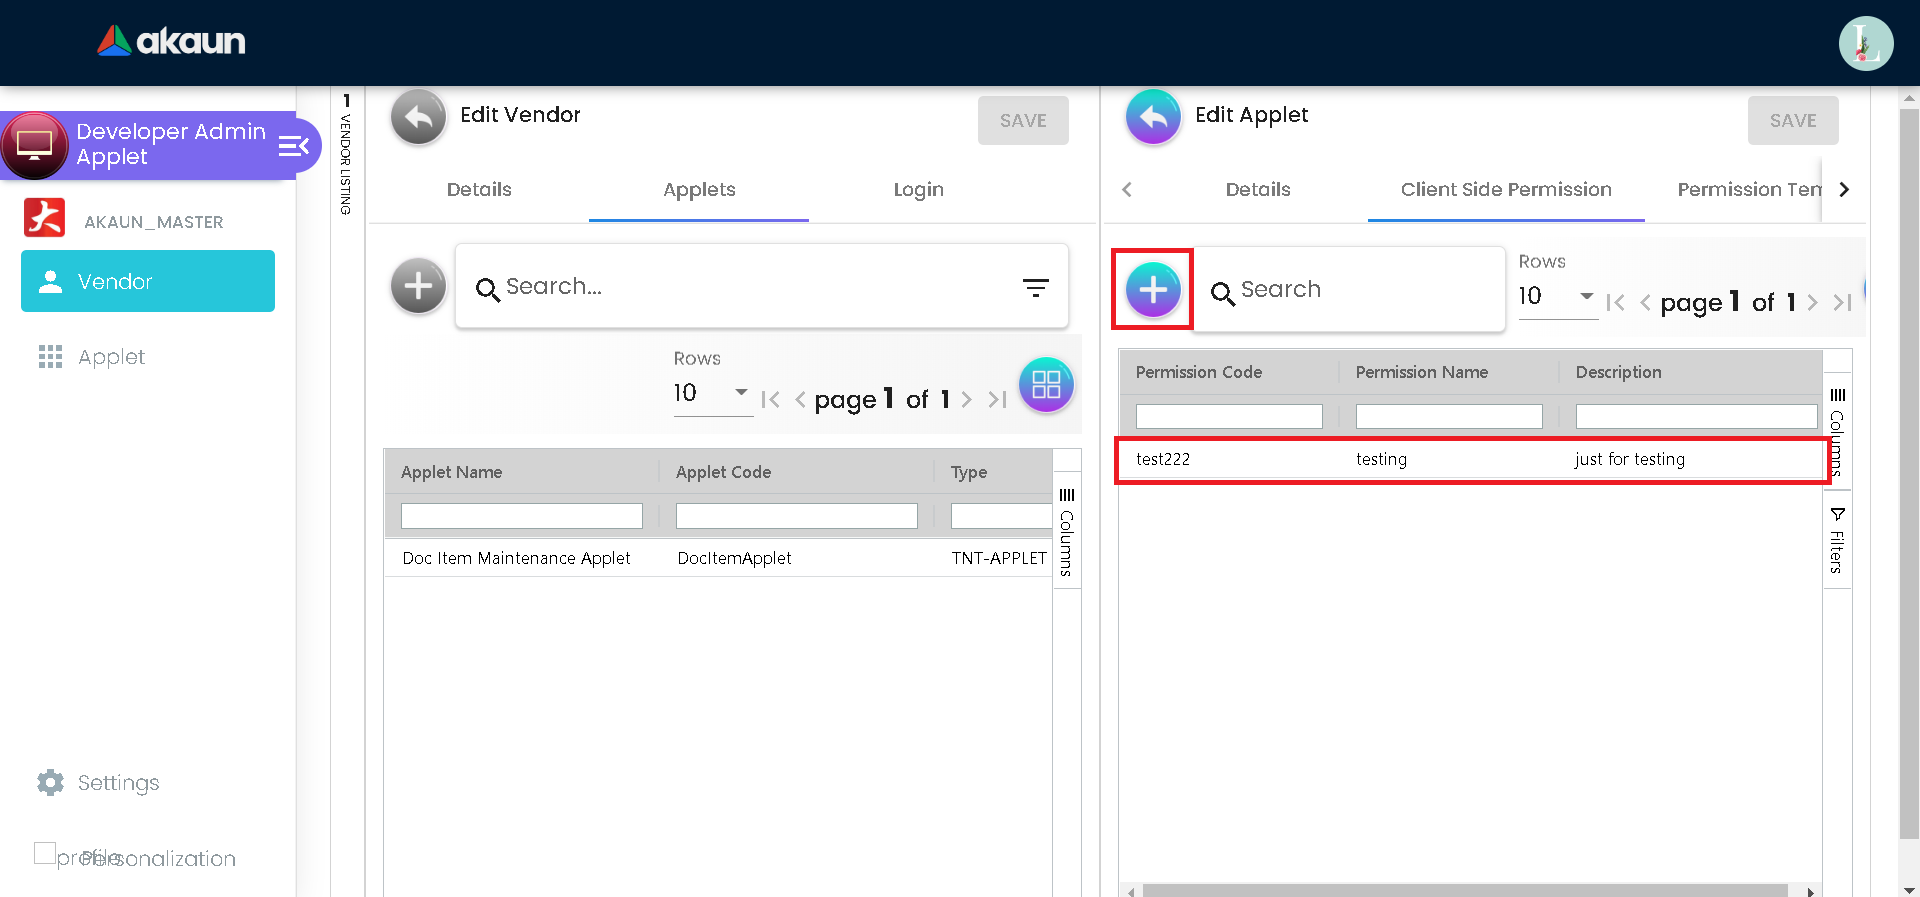 akaun
L
Developer Admin
Applet
AKAUN_MASTER
Vendor
Applet
Settings
profile
Personalization
1 VENDOR LISTING
Edit Vendor
SAVE
Details
Applets
Login
Search...
Rows
10
page 1 of 1
Applet Name
Applet Code
Type
Doc Item Maintenance Applet
DocItemApplet
TNT-APPLET
Columns
Edit Applet
SAVE
Details
Client Side Permission
Permission Tem
Search
Rows
10
page 1 of 1
Permission Code
Permission Name
Description
test222
testing
just for testing
Columns
Filters